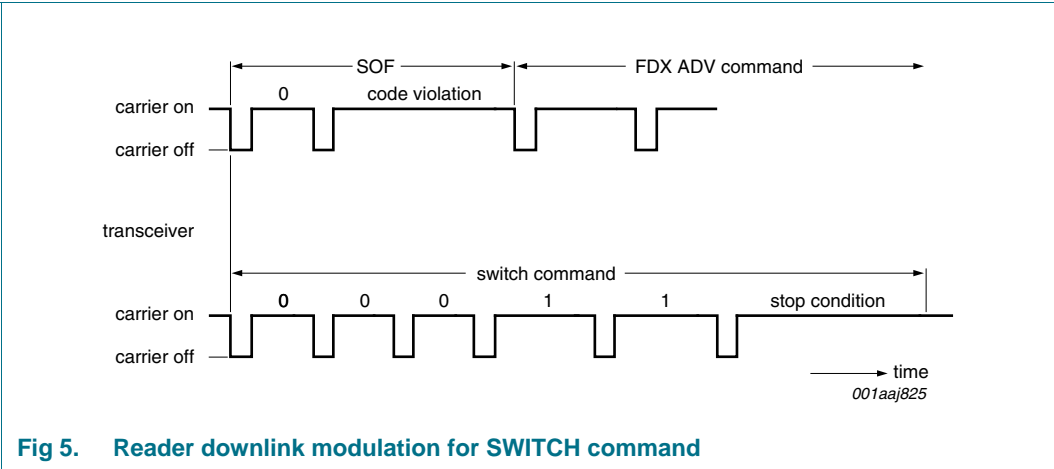 SOF FDX ADV command
0 code violation
carrier on
carrier off
transceiver
switch command
0 0 0 1 1 stop condition
carrier on
carrier off
time
001aaj825
Fig 5. Reader downlink modulation for SWITCH command